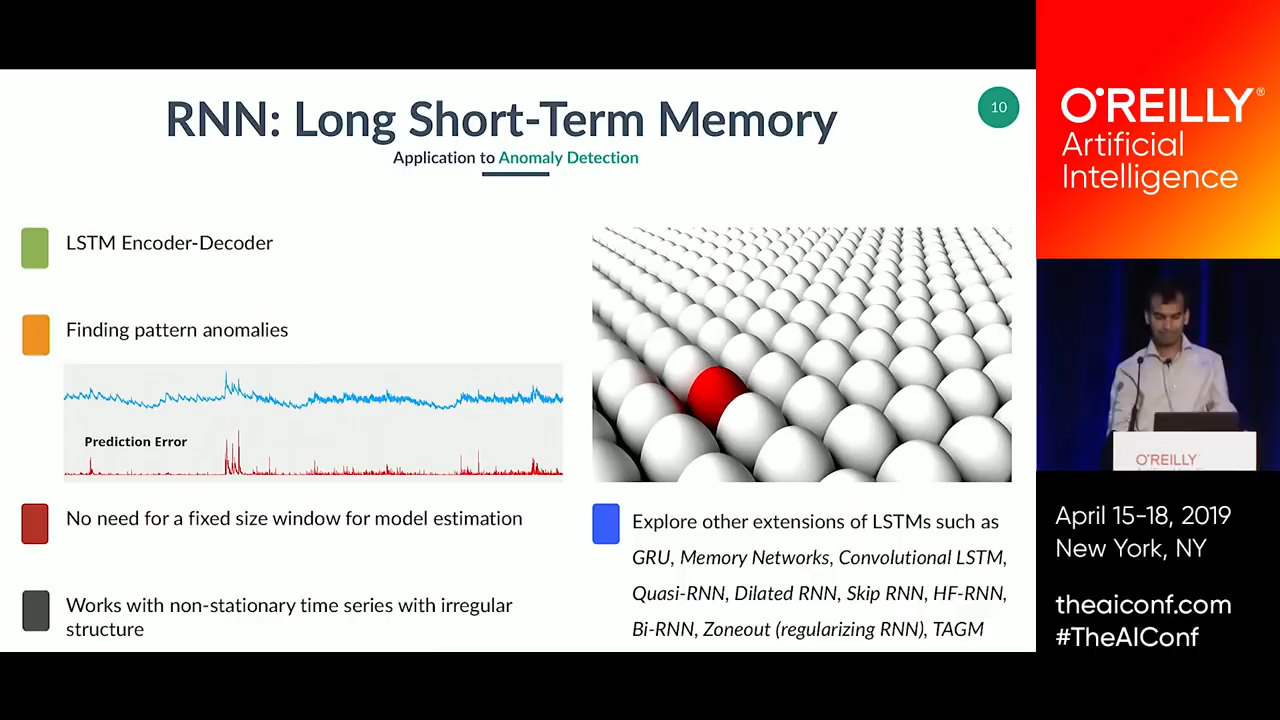 RNN: Long Short-Term Memory
10
Application to Anomaly Detection
LSTM Encoder-Decoder
Finding pattern anomalies
Prediction Error
No need for a fixed size window for model estimation
Works with non-stationary time series with irregular
structure
Explore other extensions of LSTMs such as
GRU, Memory Networks, Convolutional LSTM,
Quasi-RNN, Dilated RNN, Skip RNN, HF-RNN,
Bi-RNN, Zoneout (regularizing RNN), TAGM
O'REILLY®
Artificial
Intelligence
O'REILLY
April 15-18, 2019
New York, NY
theaiconf.com
#TheAIConf